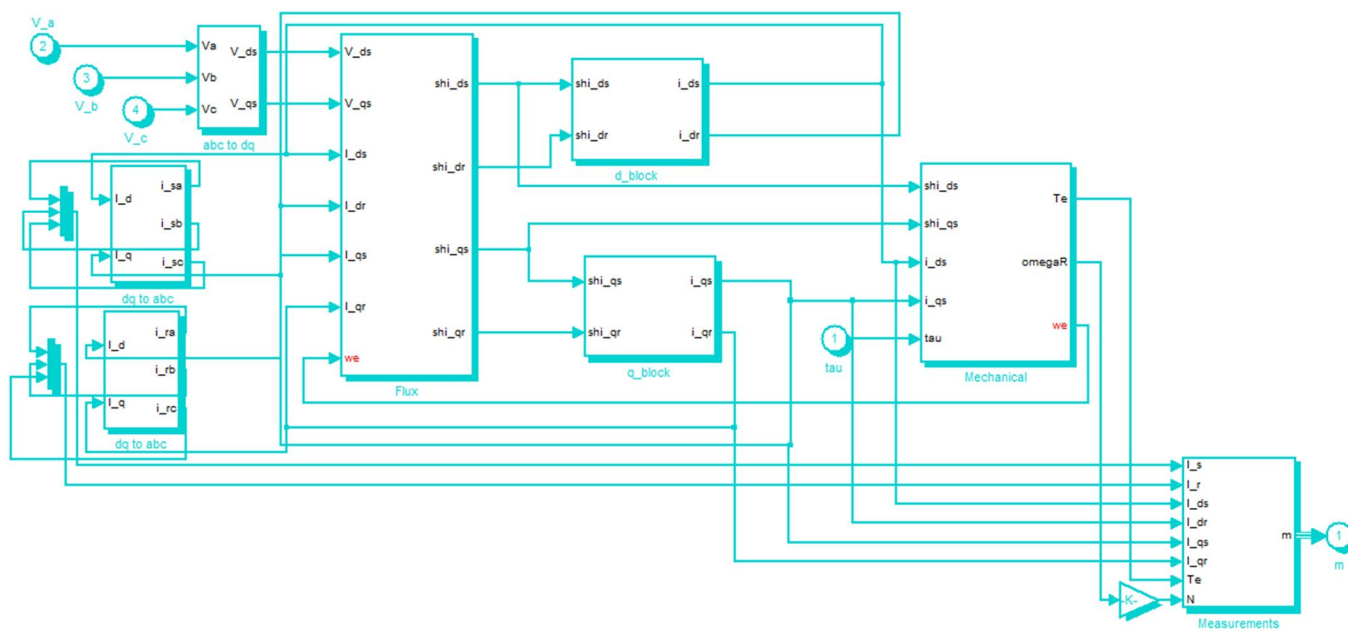 V_a
2
3
V_b
4
V_c
Va
Vb
Vc
V_ds
V_qs
abc to dq
I_d
I_q
i_sa
i_sb
i_sc
dq to abc
I_d
I_q
i_ra
i_rb
i_rc
dq to abc
V_ds
V_qs
I_ds
I_dr
I_qs
I_qr
we
shi_ds
shi_dr
shi_qs
shi_qr
Flux
shi_ds
shi_dr
i_ds
i_dr
d_block
shi_qs
shi_qr
i_qs
i_qr
q_block
1
tau
shi_ds
shi_qs
i_ds
i_qs
tau
Te
omegaR
we
Mechanical
-K-
I_s
I_r
I_ds
I_dr
I_qs
I_qr
Te
N
m
Measurements
1
m